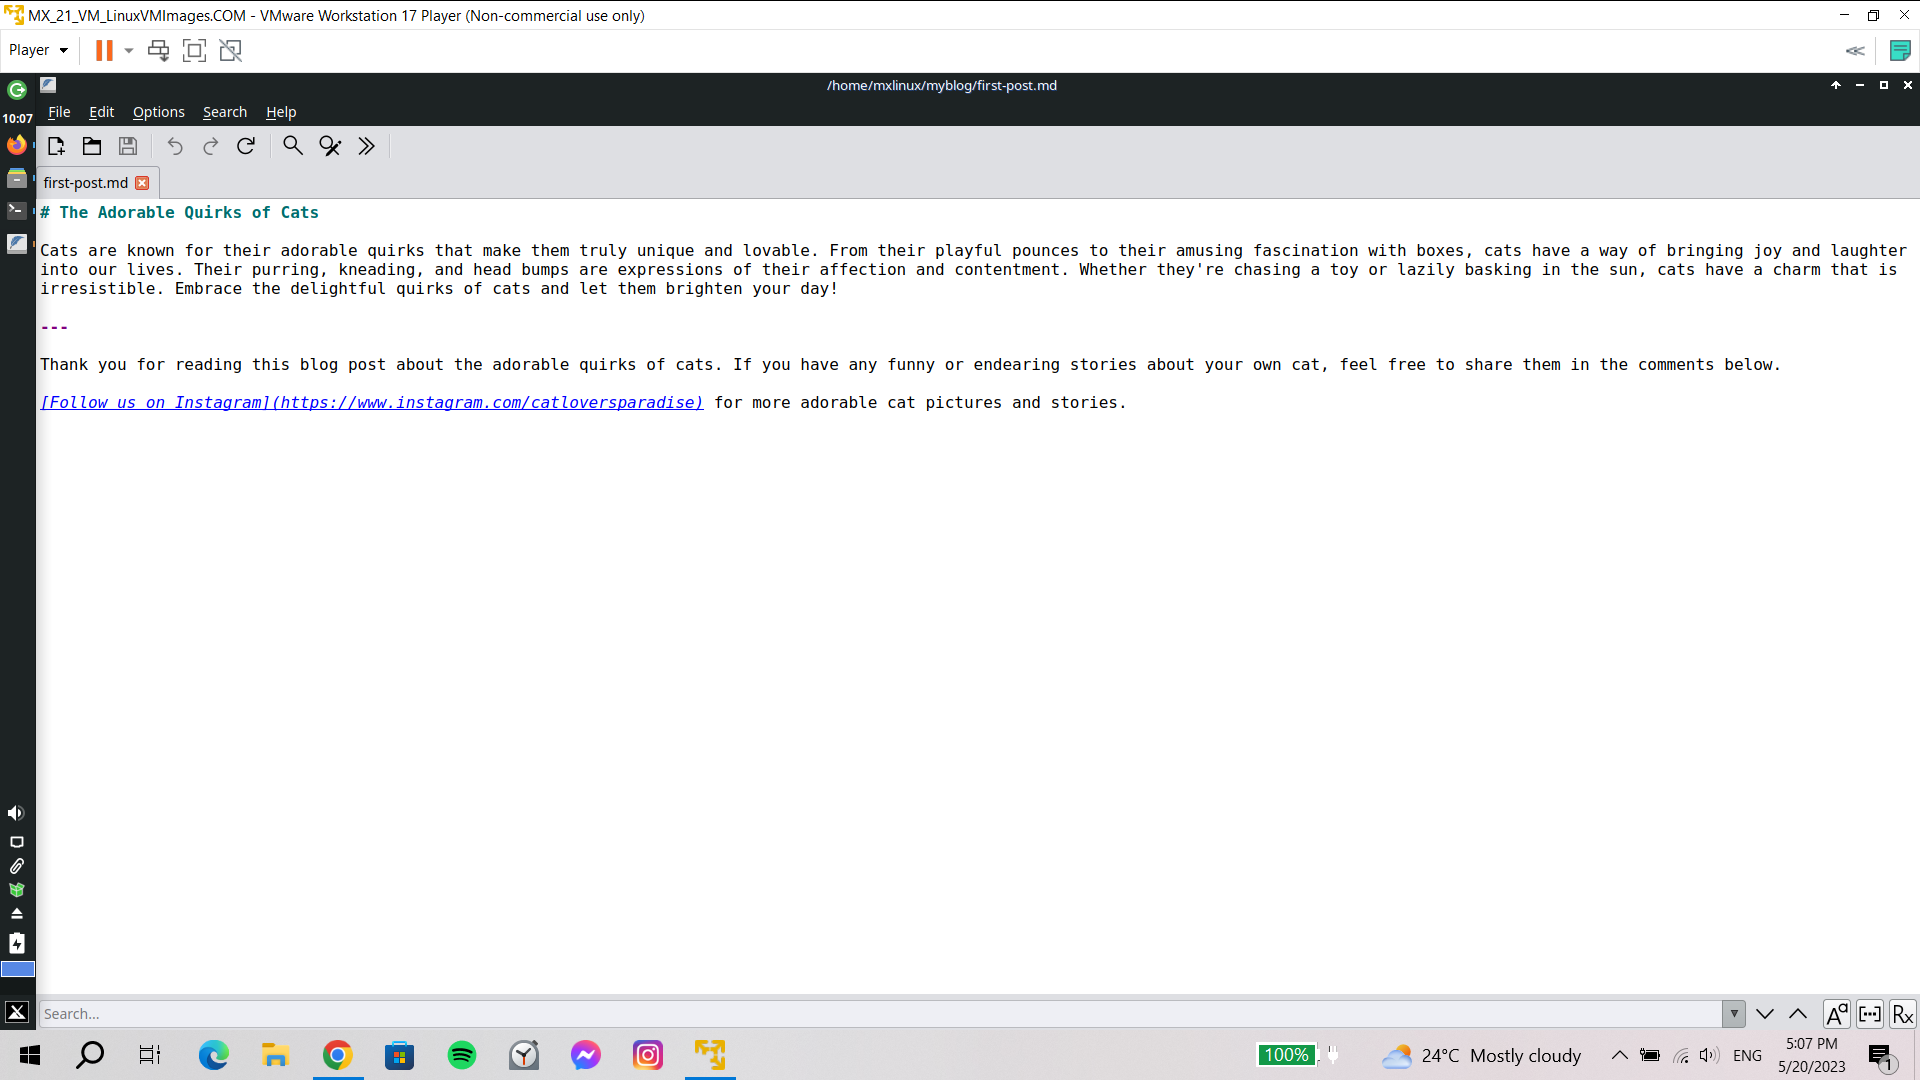 MX_21_VM_LinuxVMImages.COM - VMware Workstation 17 Player (Non-commercial use only)
Player
/home/mxlinux/myblog/first-post.md
10:07
File Edit Options Search Help
first-post.md
# The Adorable Quirks of Cats
Cats are known for their adorable quirks that make them truly unique and lovable. From their playful pounces to their amusing fascination with boxes, cats have a way of bringing joy and laughter
into our lives. Their purring, kneading, and head bumps are expressions of their affection and contentment. Whether they're chasing a toy or lazily basking in the sun, cats have a charm that is
irresistible. Embrace the delightful quirks of cats and let them brighten your day!
---
Thank you for reading this blog post about the adorable quirks of cats. If you have any funny or endearing stories about your own cat, feel free to share them in the comments below.
[Follow us on Instagram](https://www.instagram.com/catloversparadise) for more adorable cat pictures and stories.
Search...
100%
24°C Mostly cloudy
ENG
5:07 PM
5/20/2023
1